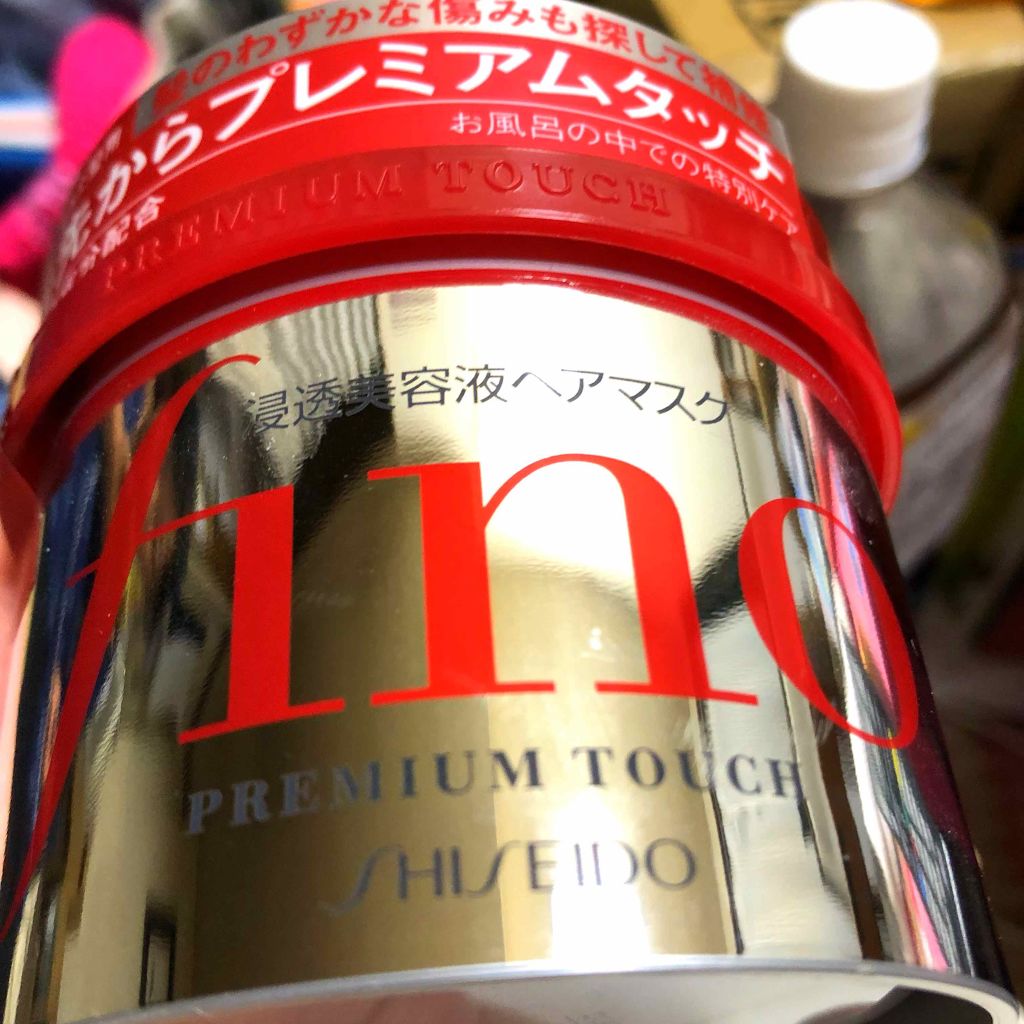 髪のわずかな傷みも探して補修
からプレミアムタッチ
お風呂の中での特別ケア
配合
PREMIUM TOUCH
浸透美容液ヘアマスク
fino
PREMIUM TOUCH
SHISEIDO